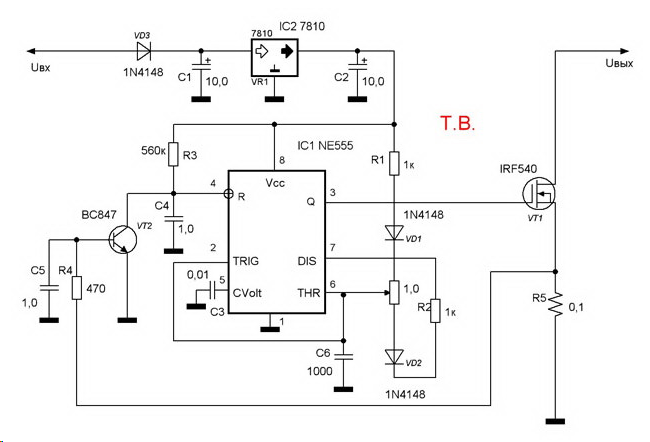 IC2 7810
VD3
7810
Uвх
1N4148
C1
+
10,0
VR1
C2
+
10,0
Uвых
T.B.
560к
R3
IC1 NE555
R1
1к
IRF540
8
Vcc
4
R
Q
3
VT1
BC847
VT2
C4
1,0
1N4148
VD1
2
TRIG
DIS
7
C5
R4
0,01
5
CVolt
THR
6
1,0
R2
1к
R5
0,1
1,0
470
C3
1
C6
1000
VD2
1N4148